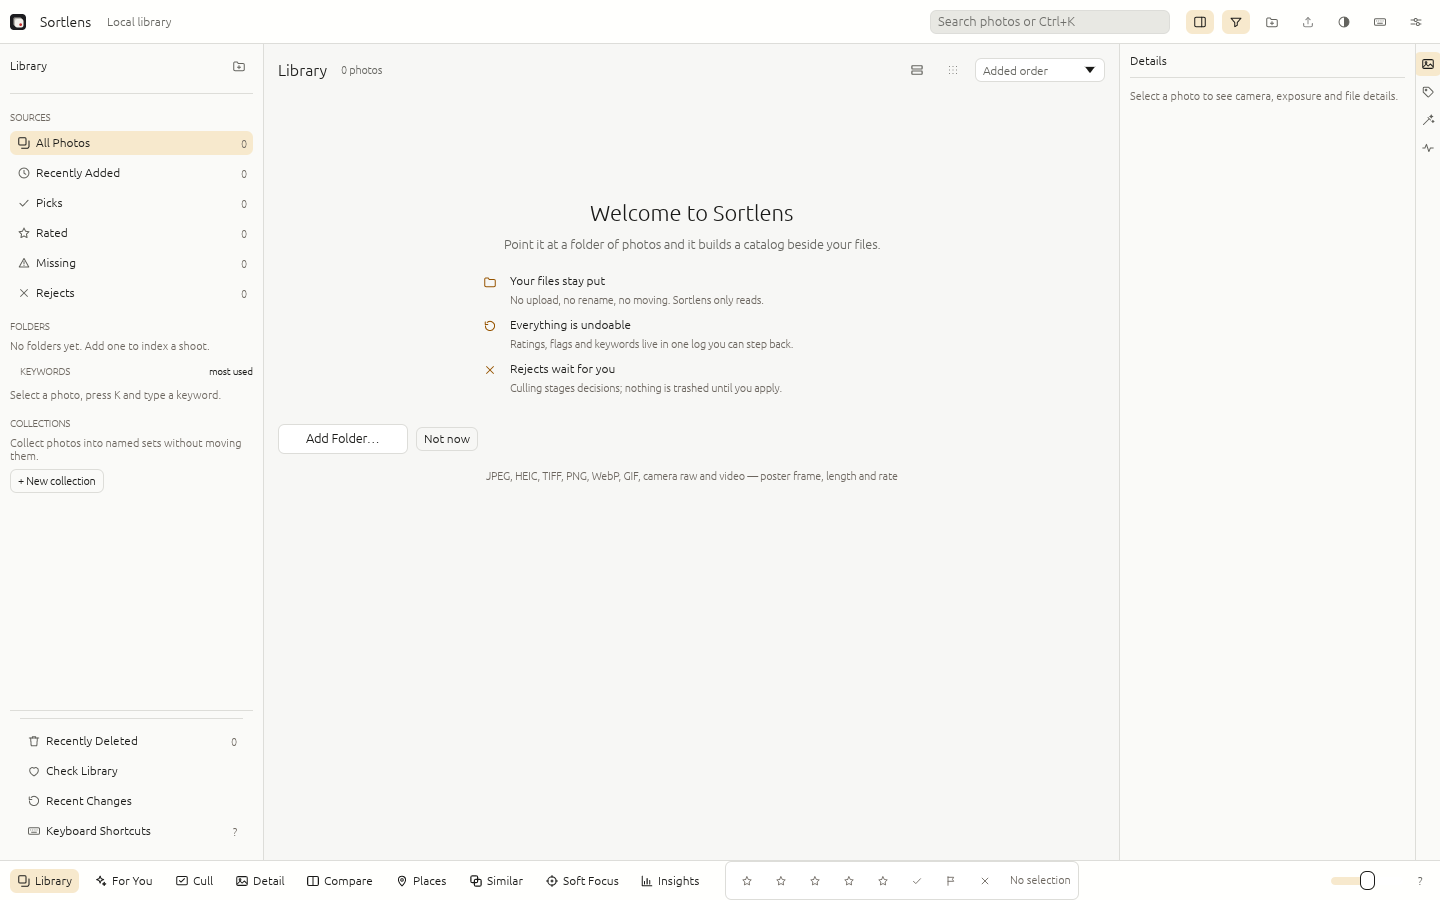 Sortlens Local library
Search photos or Ctrl+K
Library
SOURCES
All Photos 0
Recently Added 0
Picks 0
Rated 0
Missing 0
Rejects 0
FOLDERS
No folders yet. Add one to index a shoot.
KEYWORDS most used
Select a photo, press K and type a keyword.
COLLECTIONS
Collect photos into named sets without moving
them.
+ New collection
Recently Deleted 0
Check Library
Recent Changes
Keyboard Shortcuts ?
Library 0 photos
Added order
Welcome to Sortlens
Point it at a folder of photos and it builds a catalog beside your files.
Your files stay put
No upload, no rename, no moving. Sortlens only reads.
Everything is undoable
Ratings, flags and keywords live in one log you can step back.
Rejects wait for you
Culling stages decisions; nothing is trashed until you apply.
Add Folder…
Not now
JPEG, HEIC, TIFF, PNG, WebP, GIF, camera raw and video — poster frame, length and rate
Details
Select a photo to see camera, exposure and file details.
Library For You Cull Detail Compare Places Similar Soft Focus Insights No selection ?